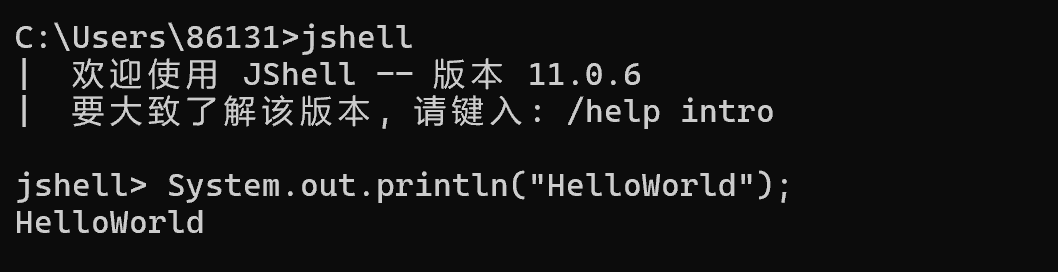 C:\Users\86131>jshell
|  欢迎使用 JShell -- 版本 11.0.6
|  要大致了解该版本, 请键入: /help intro
jshell> System.out.println("HelloWorld");
HelloWorld